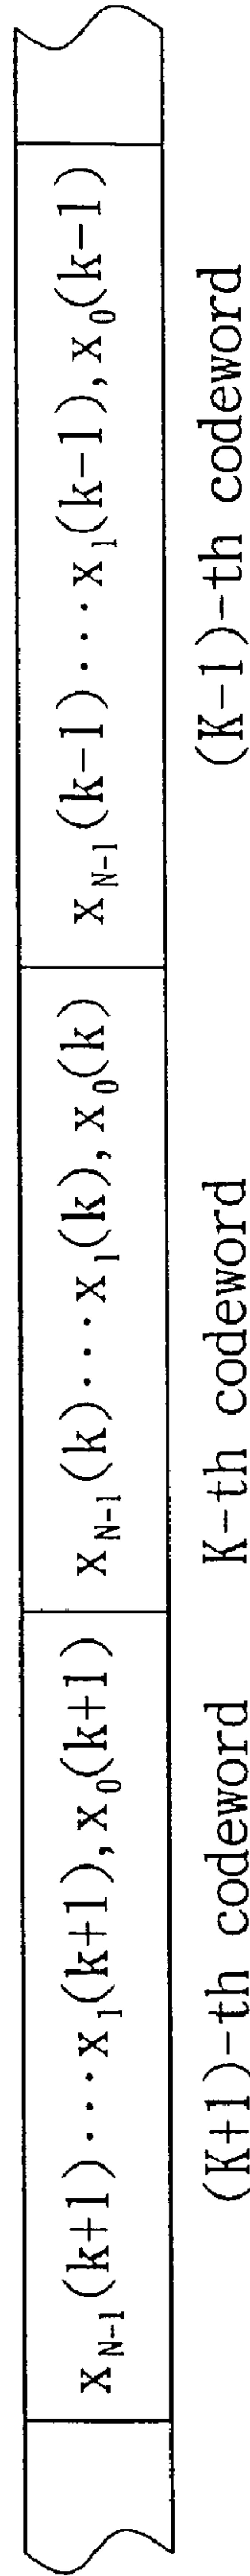 x_{N-1}(k+1)...x_1(k+1), x_0(k+1) x_{N-1}(k)...x_1(k), x_0(k) x_{N-1}(k-1)...x_1(k-1), x_0(k-1)
(K+1)-th codeword K-th codeword (K-1)-th codeword